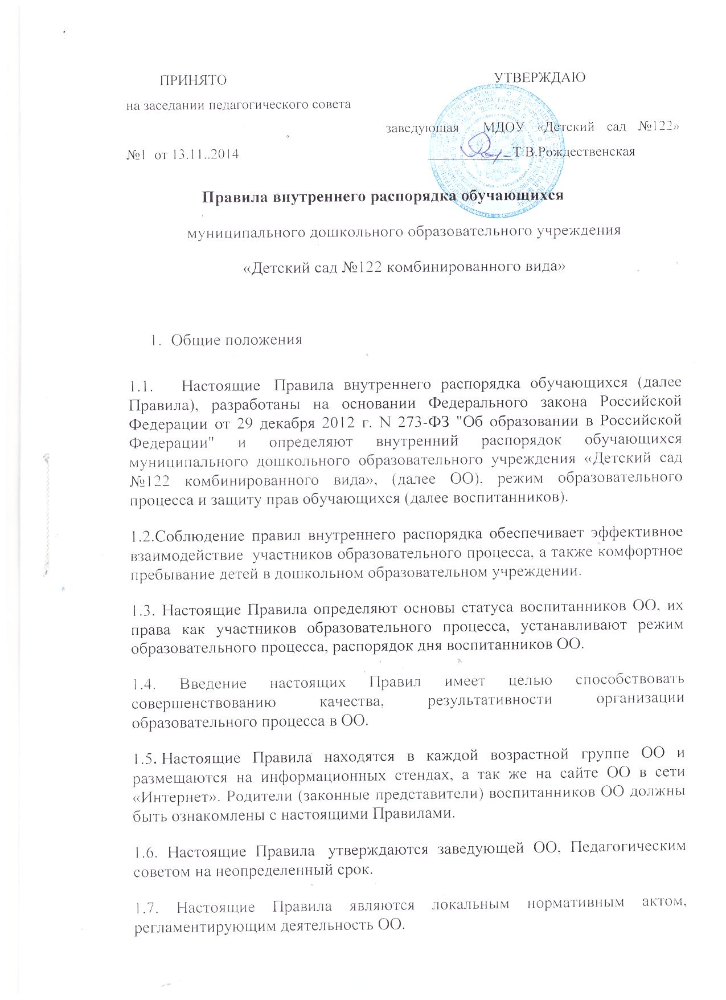 ПРИНЯТО
УТВЕРЖДАЮ
на заседании педагогического совета
заведующая МДОУ «Детский сад №122»
№1 от 13.11..2014
____________Т.В.Рождественская
Правила внутреннего распорядка обучающихся
муниципального дошкольного образовательного учреждения
«Детский сад №122 комбинированного вида»
1. Общие положения
1.1. Настоящие Правила внутреннего распорядка обучающихся (далее
Правила), разработаны на основании Федерального закона Российской
Федерации от 29 декабря 2012 г. N 273-ФЗ "Об образовании в Российской
Федерации" и определяют внутренний распорядок обучающихся
муниципального дошкольного образовательного учреждения «Детский сад
№122 комбинированного вида», (далее ОО), режим образовательного
процесса и защиту прав обучающихся (далее воспитанников).
1.2.Соблюдение правил внутреннего распорядка обеспечивает эффективное
взаимодействие участников образовательного процесса, а также комфортное
пребывание детей в дошкольном образовательном учреждении.
1.3. Настоящие Правила определяют основы статуса воспитанников ОО, их
права как участников образовательного процесса, устанавливают режим
образовательного процесса, распорядок дня воспитанников ОО.
1.4. Введение настоящих Правил имеет целью способствовать
совершенствованию качества, результативности организации
образовательного процесса в ОО.
1.5. Настоящие Правила находятся в каждой возрастной группе ОО и
размещаются на информационных стендах, а так же на сайте ОО в сети
«Интернет». Родители (законные представители) воспитанников ОО должны
быть ознакомлены с настоящими Правилами.
1.6. Настоящие Правила утверждаются заведующей ОО, Педагогическим
советом на неопределенный срок.
1.7. Настоящие Правила являются локальным нормативным актом,
регламентирующим деятельность ОО.